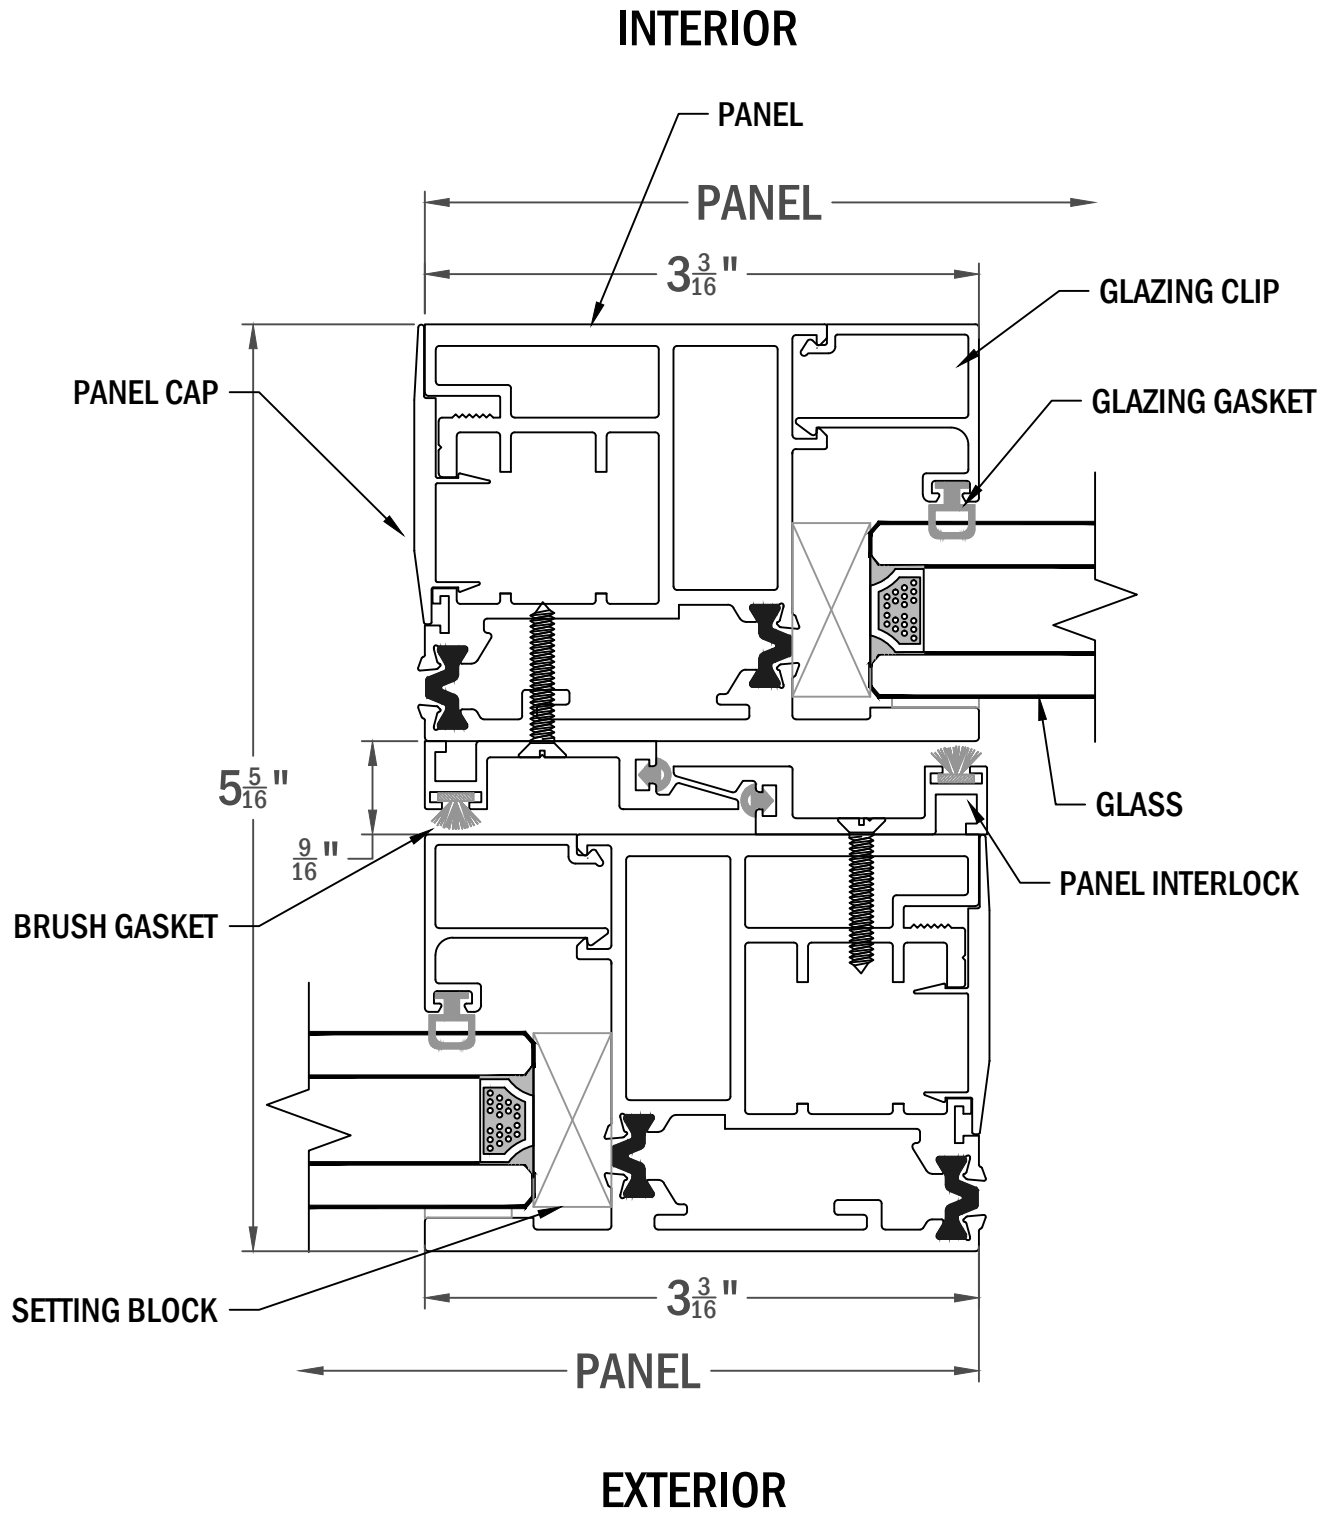 INTERIOR
PANEL
PANEL
3 3/16"
GLAZING CLIP
PANEL CAP
GLAZING GASKET
5 5/16"
GLASS
9/16"
PANEL INTERLOCK
BRUSH GASKET
SETTING BLOCK
3 3/16"
PANEL
EXTERIOR